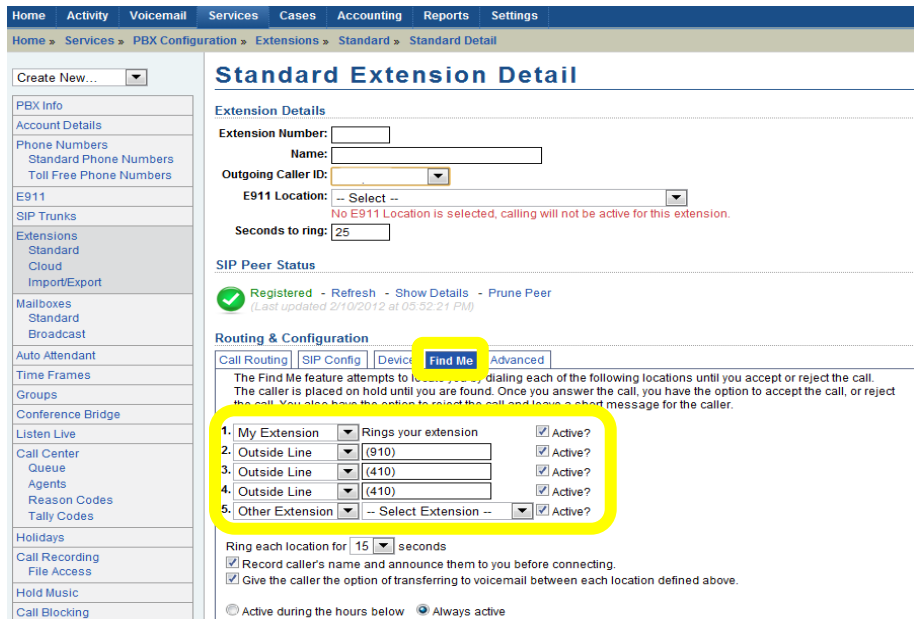 Home Activity Voicemail Services Cases Accounting Reports Settings
Home » Services » PBX Configuration » Extensions » Standard » Standard Detail
Create New...
PBX Info
Account Details
Phone Numbers
Standard Phone Numbers
Toll Free Phone Numbers
E911
SIP Trunks
Extensions
Standard
Cloud
Import/Export
Mailboxes
Standard
Broadcast
Auto Attendant
Time Frames
Groups
Conference Bridge
Listen Live
Call Center
Queue
Agents
Reason Codes
Tally Codes
Holidays
Call Recording
File Access
Hold Music
Call Blocking
Standard Extension Detail
Extension Details
Extension Number:
Name:
Outgoing Caller ID:
E911 Location: -- Select --
No E911 Location is selected, calling will not be active for this extension.
Seconds to ring: 25
SIP Peer Status
Registered - Refresh - Show Details - Prune Peer
(Last updated 2/10/2012 at 05:52:21 PM)
Routing & Configuration
Call Routing SIP Config Device Find Me Advanced
The Find Me feature attempts to locate you by dialing each of the following locations until you accept or reject the call.
The caller is placed on hold until you are found. Once you answer the call, you have the option to accept the call, or reject
the call. You also have the option to reject the call and leave a short message for the caller.
1. My Extension Rings your extension Active?
2. Outside Line (910) Active?
3. Outside Line (410) Active?
4. Outside Line (410) Active?
5. Other Extension -- Select Extension -- Active?
Ring each location for 15 seconds
Record caller's name and announce them to you before connecting.
Give the caller the option of transferring to voicemail between each location defined above.
Active during the hours below Always active